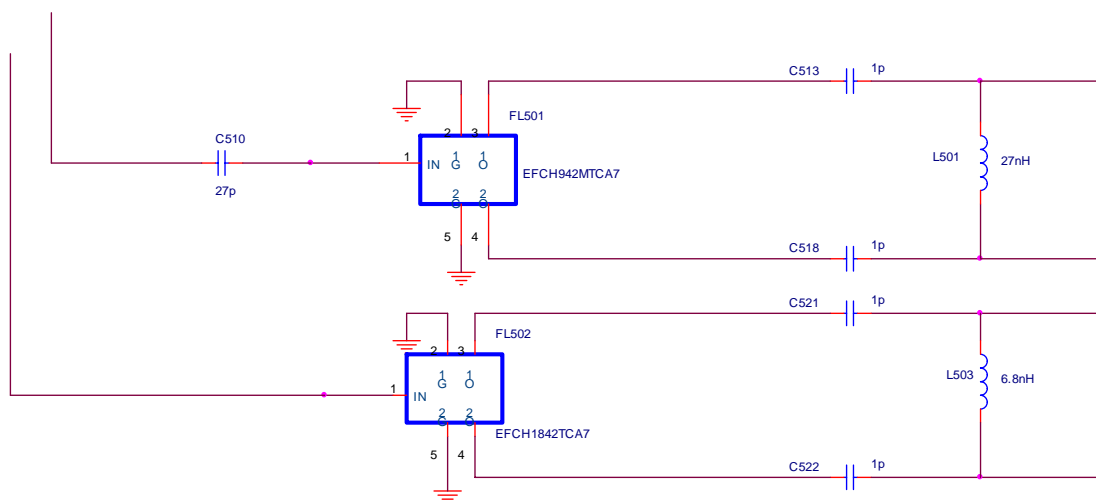 C513
1p
FL501
2
3
C510
1
IN
1
G
1
O
L501
27nH
EFCH942MTCA7
27p
2
G
2
O
5
4
C518
1p
C521
1p
FL502
2
3
1
IN
1
G
1
O
L503
6.8nH
2
G
2
O
EFCH1842TCA7
5
4
C522
1p